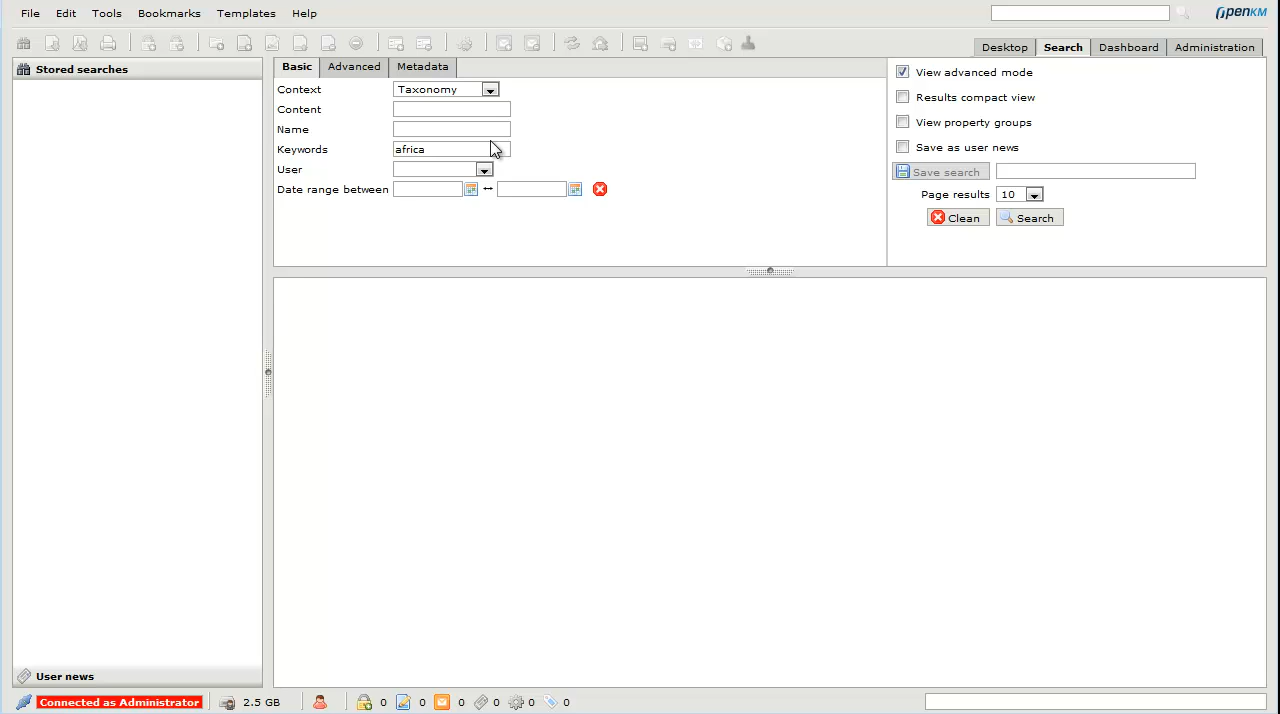 File Edit Tools Bookmarks Templates Help
OPENKM
Desktop Search Dashboard Administration
Stored searches
Basic Advanced Metadata
Context Taxonomy
Content
Name
Keywords africa
User
Date range between
View advanced mode
Results compact view
View property groups
Save as user news
Save search
Page results 10
Clean Search
User news
Connected as Administrator 2.5 GB 0 0 0 0 0 0